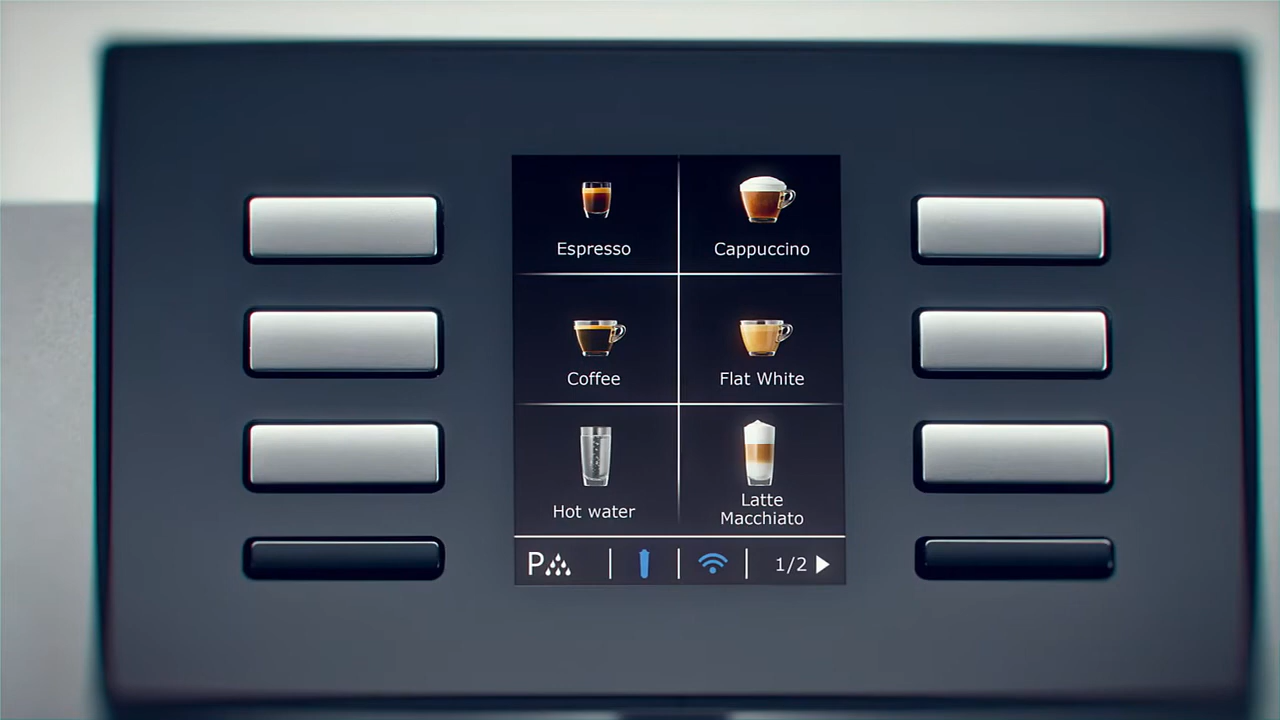 Espresso
Cappuccino
Coffee
Flat White
Hot water
Latte
Macchiato
P
1/2